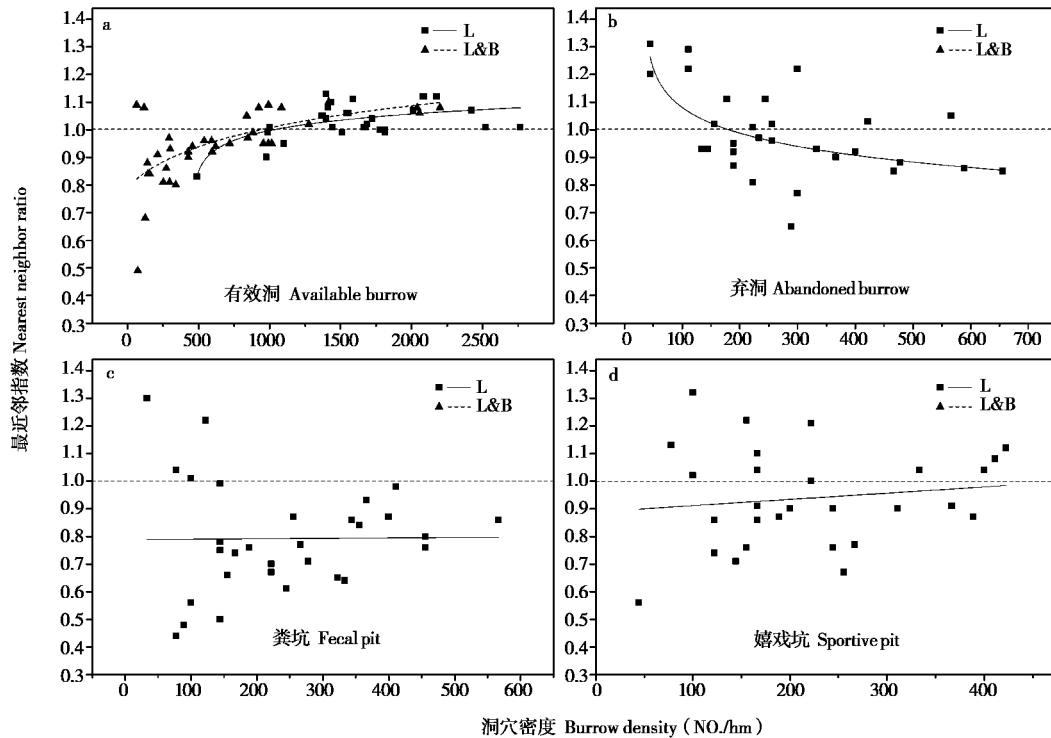 最近邻指数 Nearest neighbor ratio
a
L
L&B
1.4
1.3
1.2
1.1
1.0
0.9
0.8
0.7
0.6
0.5
0.4
0.3
有效洞 Available burrow
0 500 1000 1500 2000 2500
b
L
L&B
1.4
1.3
1.2
1.1
1.0
0.9
0.8
0.7
0.6
0.5
0.4
0.3
弃洞 Abandoned burrow
0 100 200 300 400 500 600 700
c
L
L&B
1.4
1.3
1.2
1.1
1.0
0.9
0.8
0.7
0.6
0.5
0.4
0.3
粪坑 Fecal pit
0 100 200 300 400 500 600
d
L
L&B
1.4
1.3
1.2
1.1
1.0
0.9
0.8
0.7
0.6
0.5
0.4
0.3
嬉戏坑 Sportive pit
0 100 200 300 400
洞穴密度 Burrow density ( NO./hm )